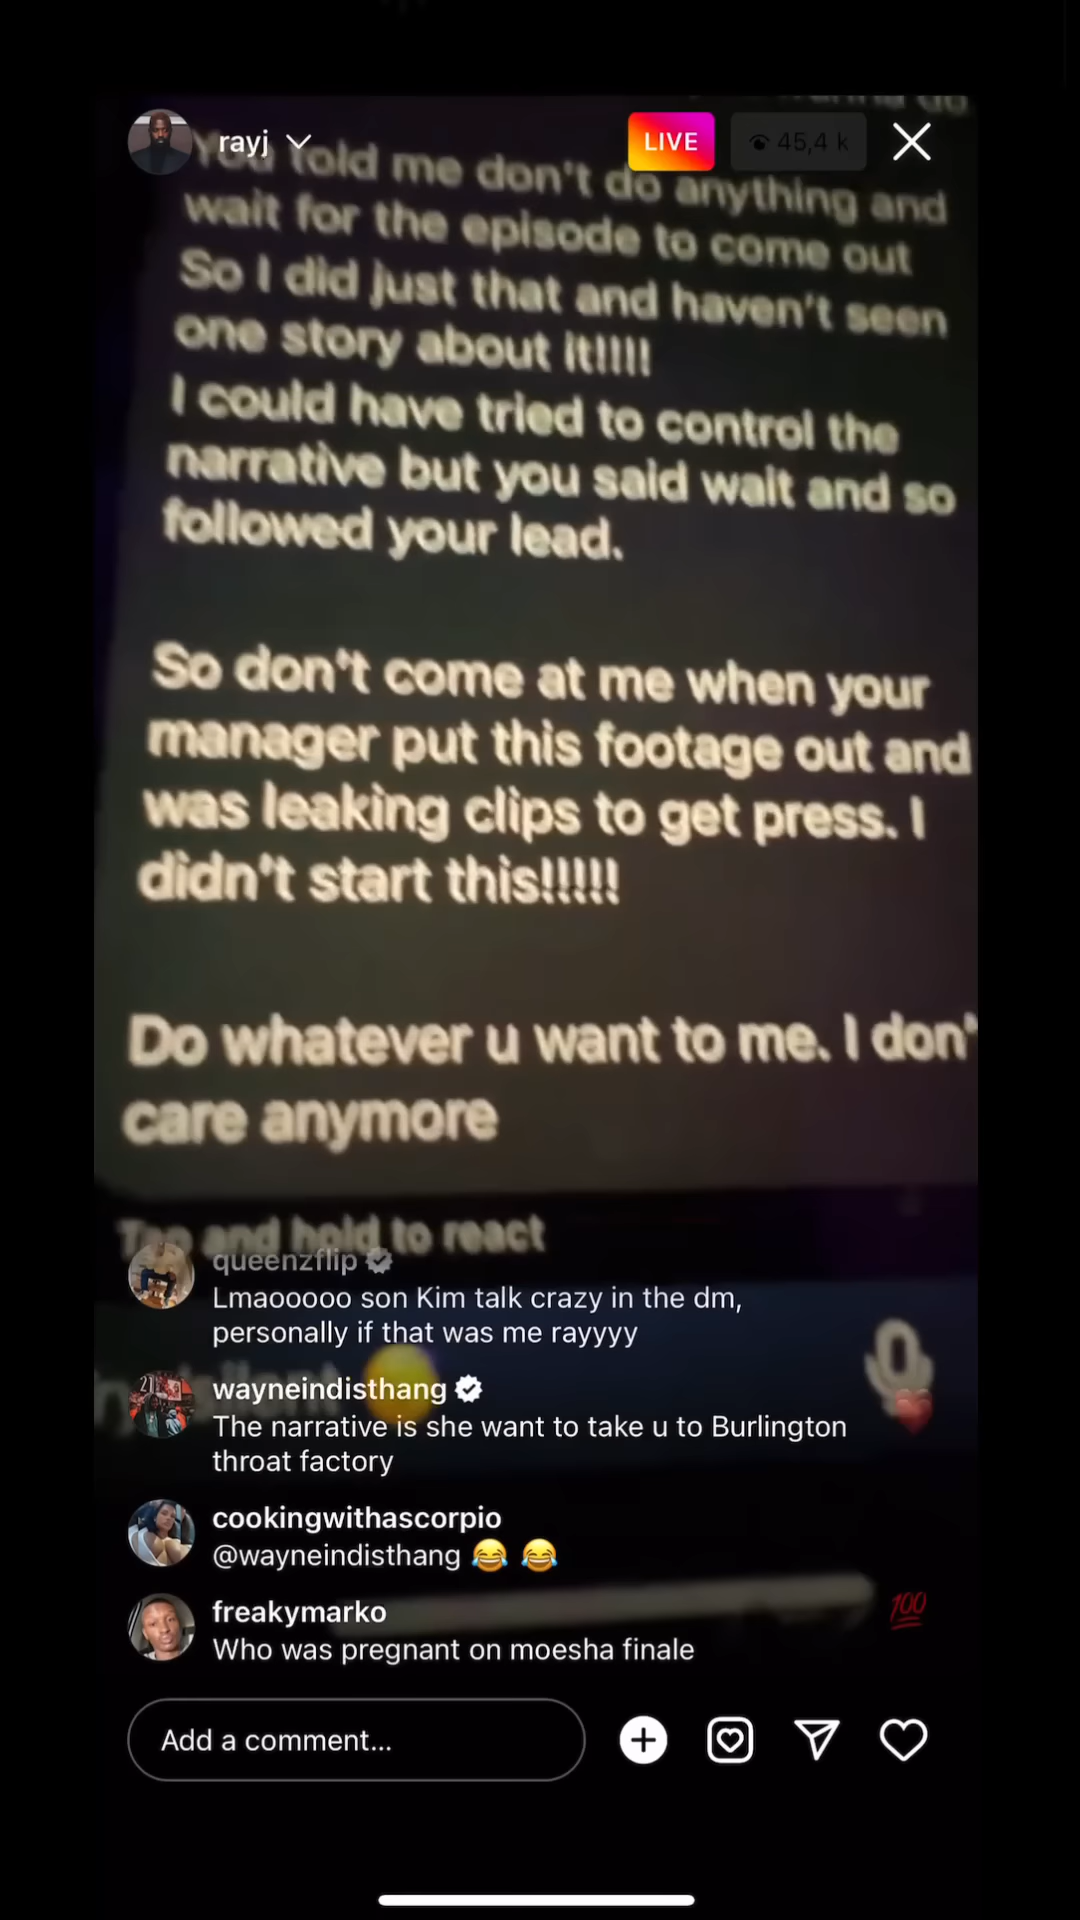 rayj
LIVE
45,4 k
You told me don't do anything and
wait for the episode to come out
So I did just that and haven't seen
one story about it!!!!
I could have tried to control the
narrative but you said wait and so
followed your lead.
So don't come at me when your
manager put this footage out and
was leaking clips to get press. I
didn't start this!!!!!
Do whatever u want to me. I don'
care anymore
Tap and hold to react
queenzflip
Lmaooooo son Kim talk crazy in the dm,
personally if that was me rayyyy
wayneindisthang
The narrative is she want to take u to Burlington
throat factory
cookingwithascorpio
@wayneindisthang 😂 😂
freakymarko
Who was pregnant on moesha finale
💯
Add a comment...